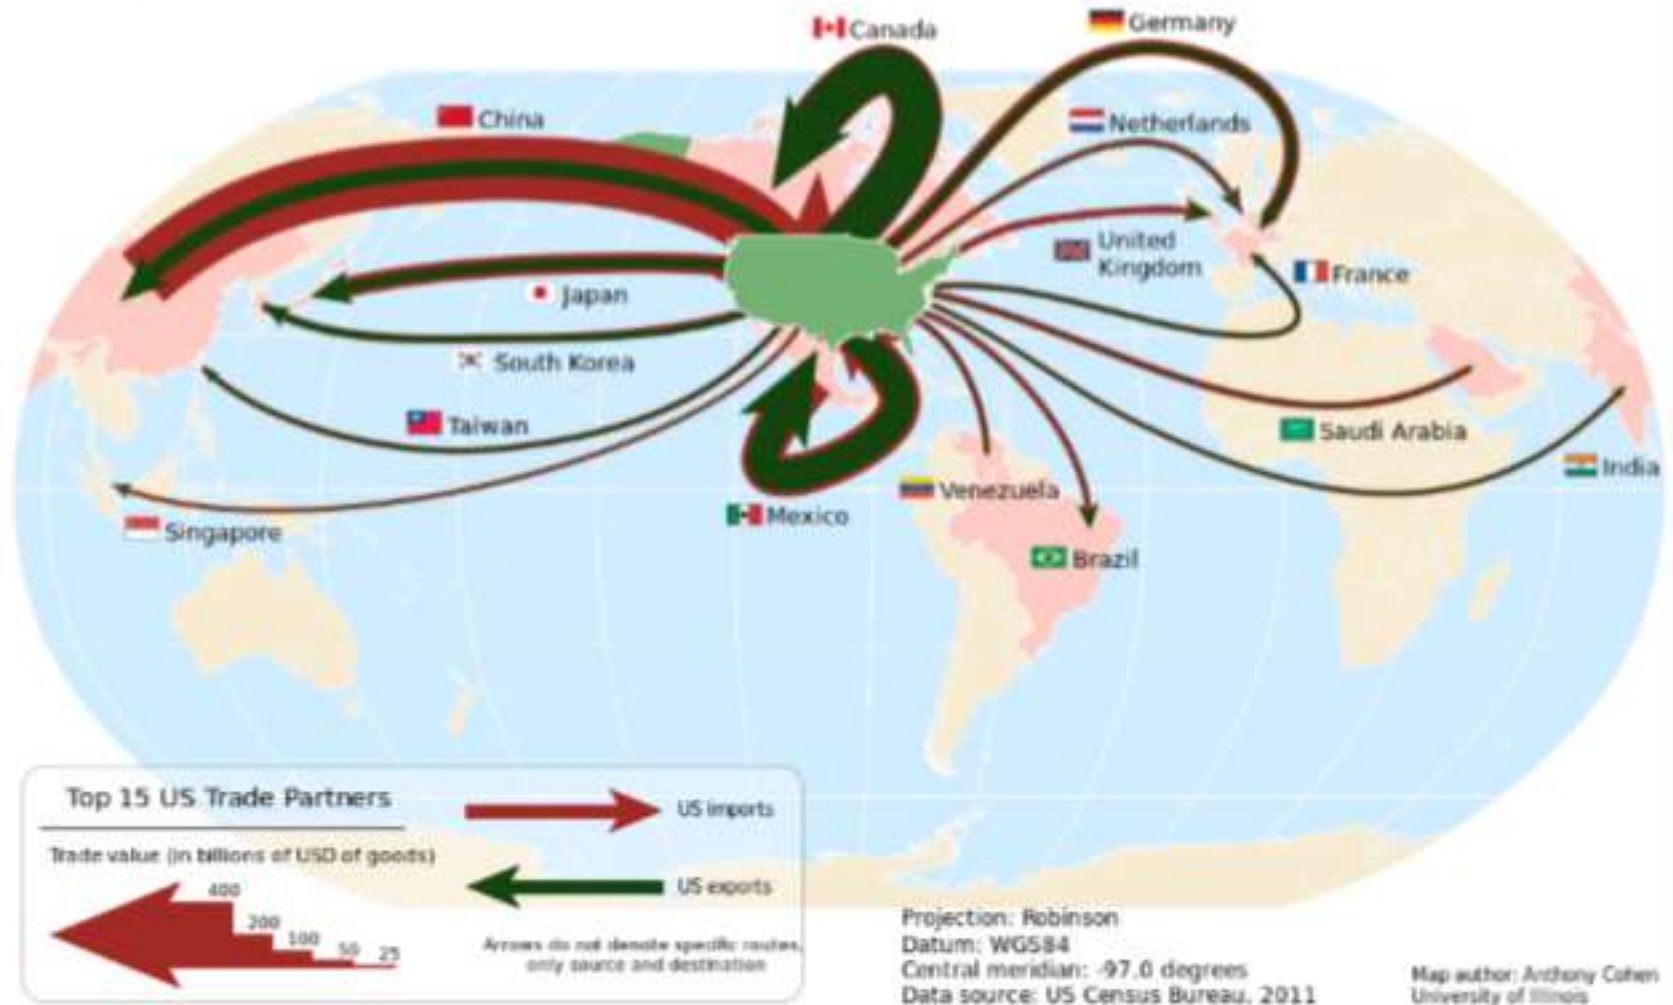 Canada
Germany
China
Netherlands
United
Kingdom
France
Japan
South Korea
Taiwan
Saudi Arabia
India
Venezuela
Mexico
Singapore
Brazil
Top 15 US Trade Partners
US imports
Trade value (in billions of USD of goods)
US exports
400
200
100
50
25
Arrows do not denote specific routes,
only source and destination
Projection: Robinson
Datum: WGS84
Central meridian: -97.0 degrees
Data source: US Census Bureau, 2011
Map author: Anthony Cohen
University of Illinois